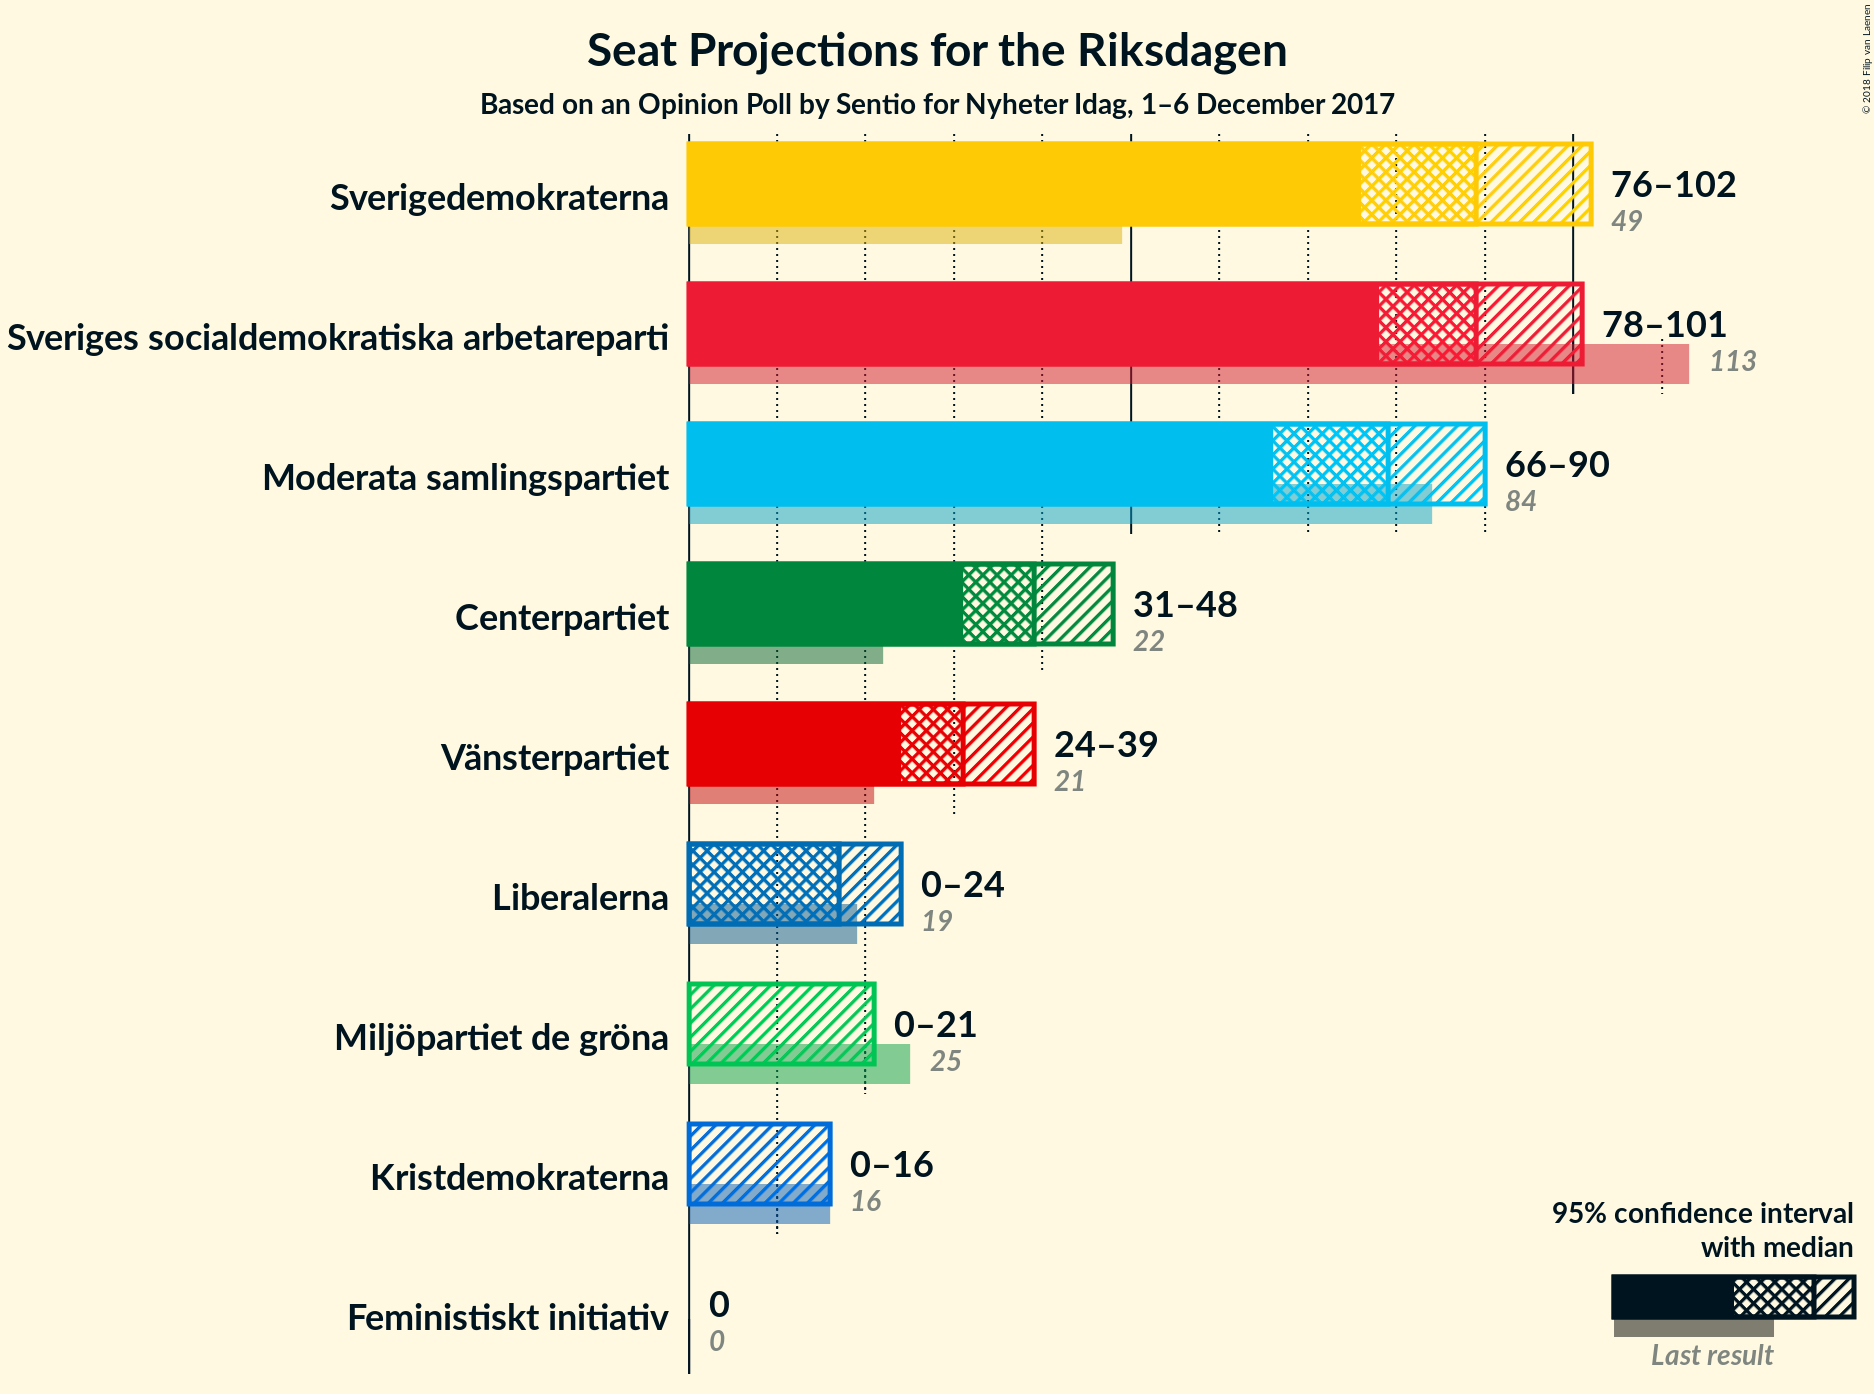 Seat Projections for the Riksdagen
Based on an Opinion Poll by Sentio for Nyheter Idag, 1–6 December 2017
© 2018 Filip van Laenen
Sverigedemokraterna
76–102
49
Sveriges socialdemokratiska arbetareparti
78–101
113
Moderata samlingspartiet
66–90
84
Centerpartiet
31–48
22
Vänsterpartiet
24–39
21
Liberalerna
0–24
19
Miljöpartiet de gröna
0–21
25
Kristdemokraterna
0–16
16
Feministiskt initiativ
0
0
95% confidence interval
with median
Last result